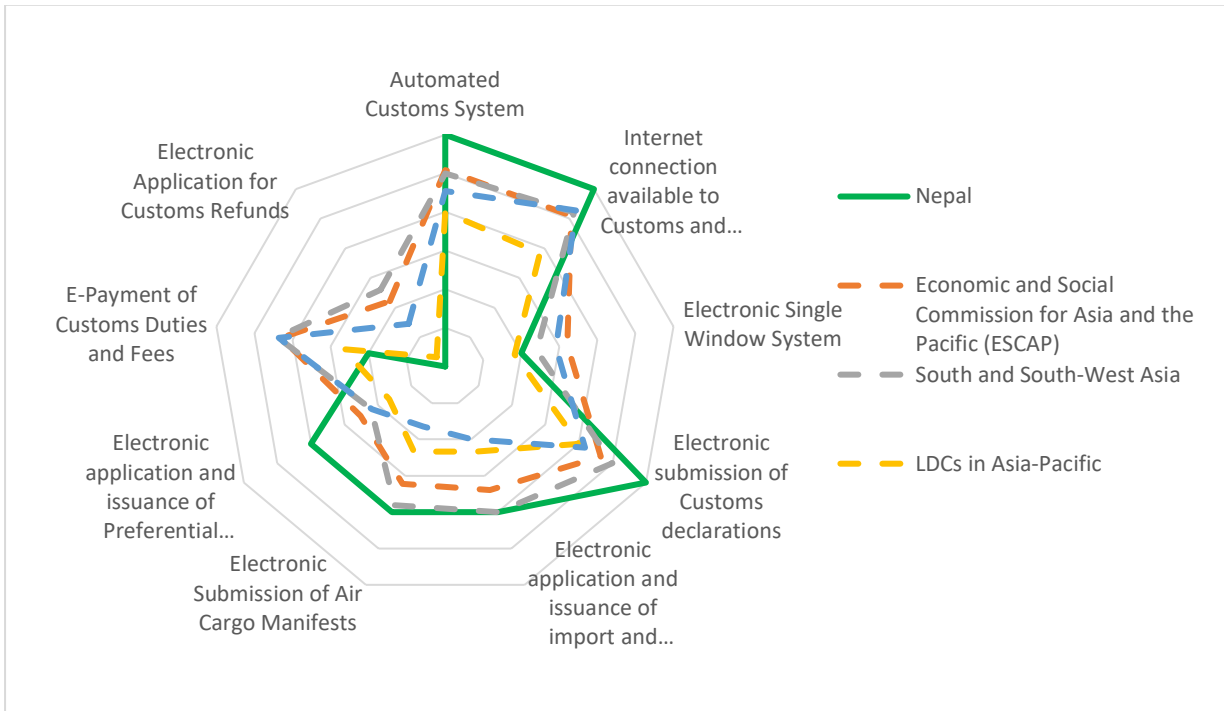 Automated
Customs System
Internet
connection
available to
Customs and...
Electronic Single
Window System
Electronic
submission of
Customs
declarations
Electronic
application and
issuance of
import and...
Electronic
Submission of Air
Cargo Manifests
Electronic
application and
issuance of
Preferential...
E-Payment of
Customs Duties
and Fees
Electronic
Application for
Customs Refunds
Nepal
Economic and Social
Commission for Asia and the
Pacific (ESCAP)
South and South-West Asia
LDCs in Asia-Pacific